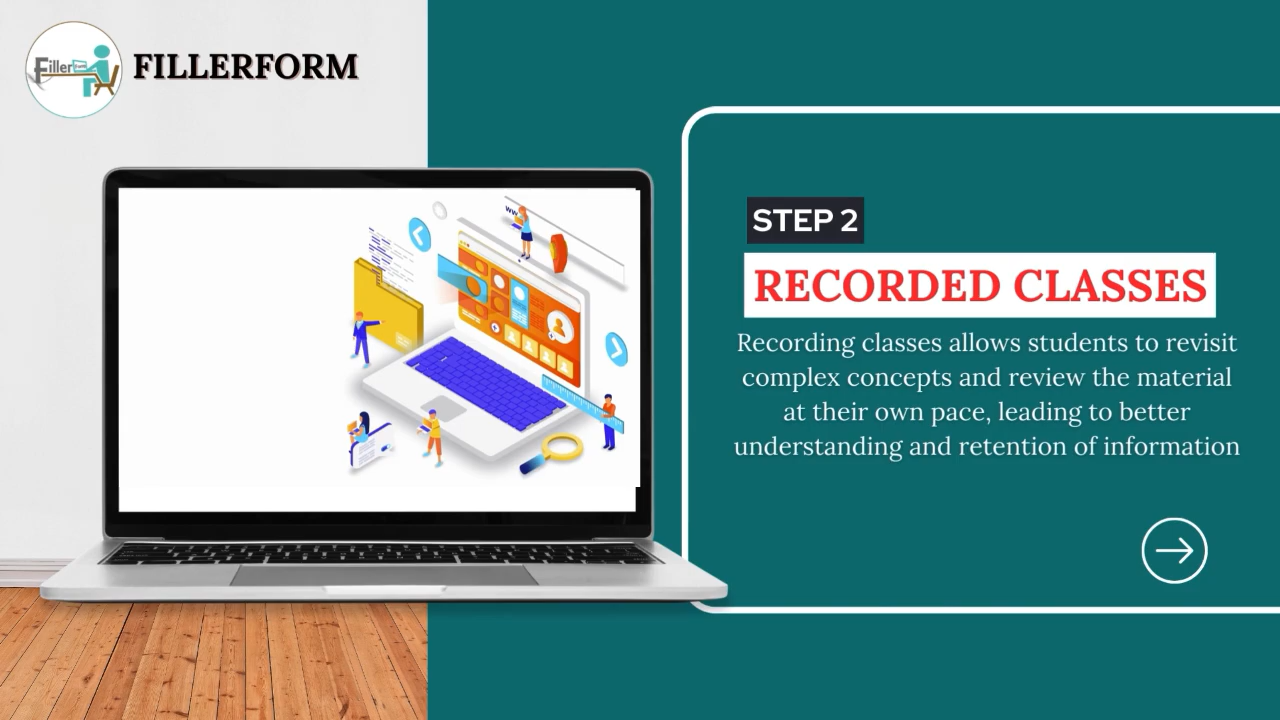 Filler
FILLERFORM
STEP 2
RECORDED CLASSES
Recording classes allows students to revisit
complex concepts and review the material
at their own pace, leading to better
understanding and retention of information